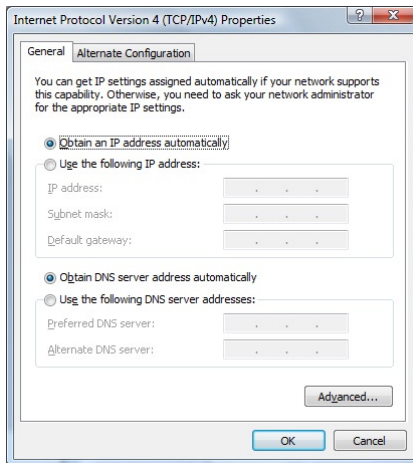 Internet Protocol Version 4 (TCP/IPv4) Properties
General
Alternate Configuration
You can get IP settings assigned automatically if your network supports
this capability. Otherwise, you need to ask your network administrator
for the appropriate IP settings.
Obtain an IP address automatically
Use the following IP address:
IP address:
Subnet mask:
Default gateway:
Obtain DNS server address automatically
Use the following DNS server addresses:
Preferred DNS server:
Alternate DNS server:
Advanced...
OK
Cancel